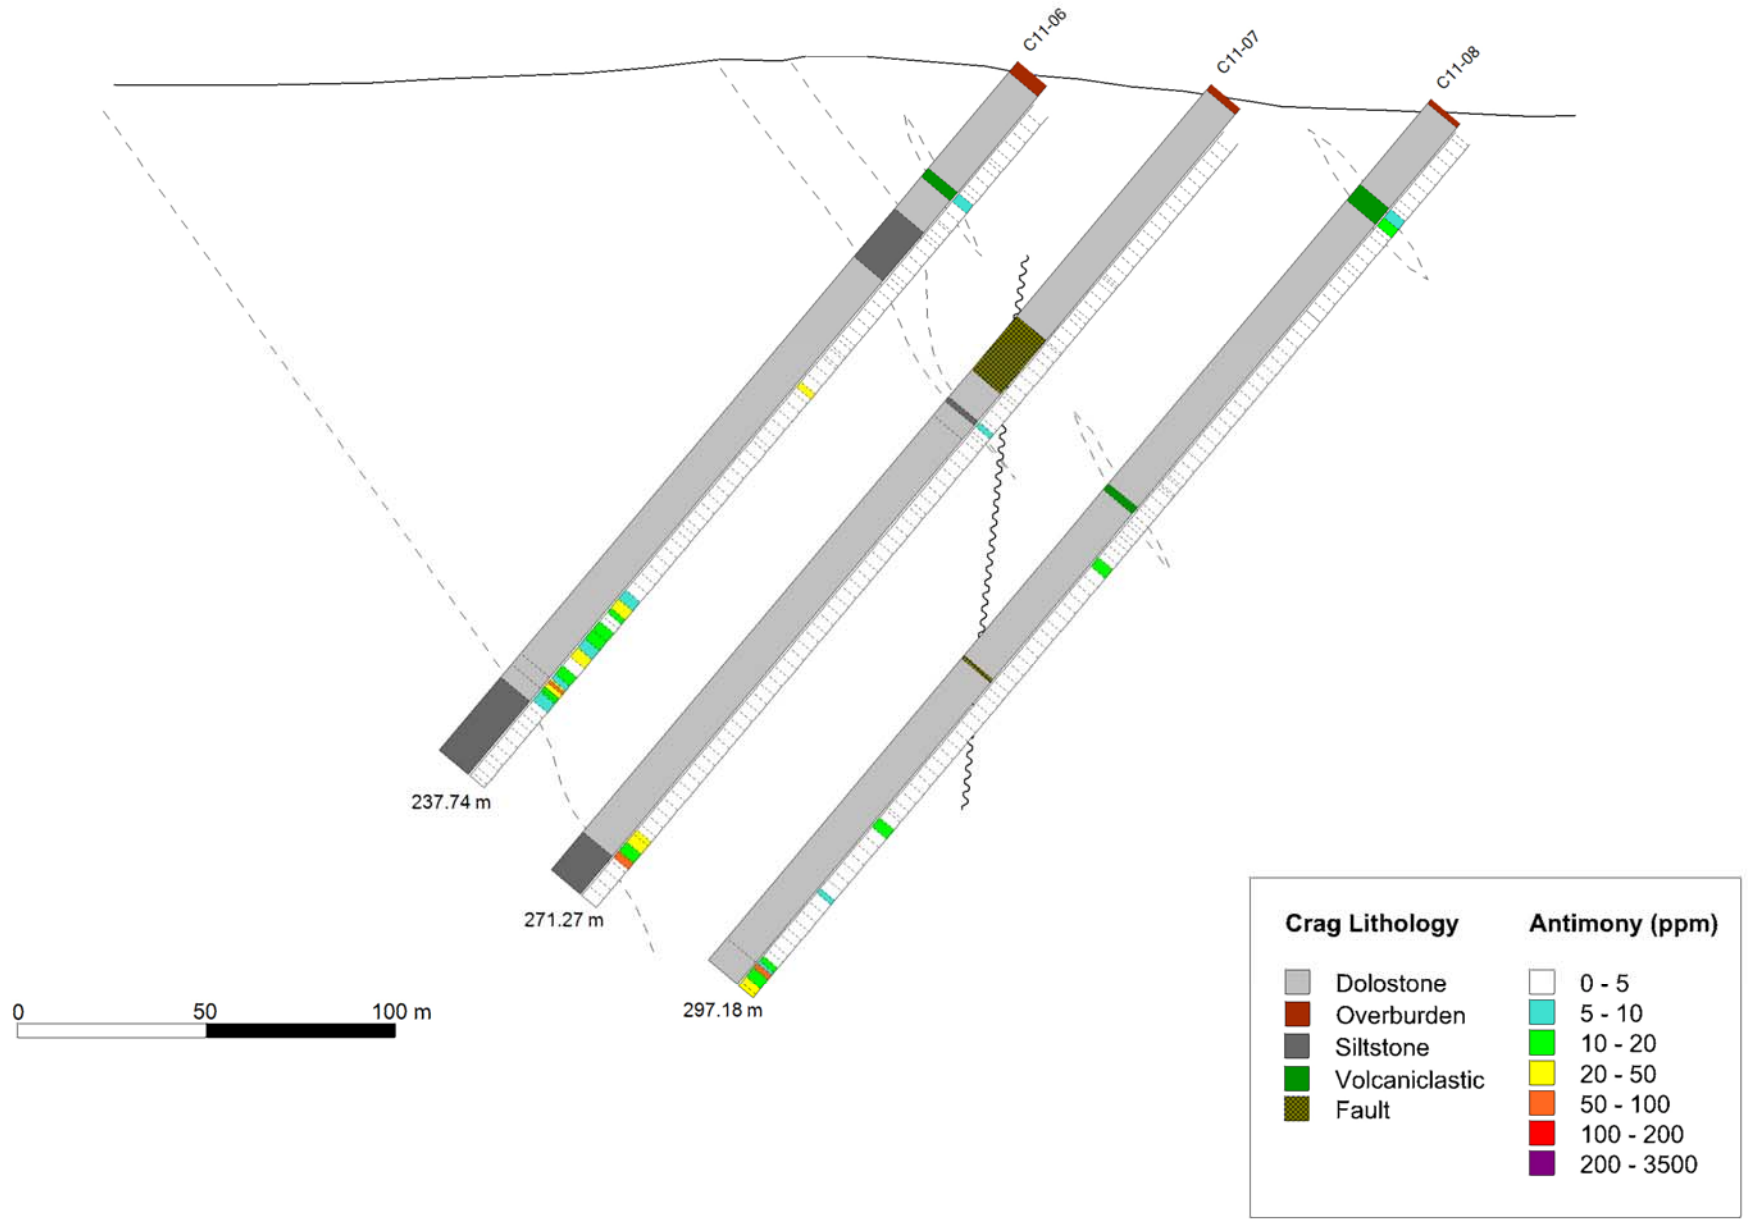 C11-06
C11-07
C11-08
237.74 m
271.27 m
297.18 m
0 50 100 m
Crag Lithology
Dolostone
Overburden
Siltstone
Volcaniclastic
Fault
Antimony (ppm)
0 - 5
5 - 10
10 - 20
20 - 50
50 - 100
100 - 200
200 - 3500